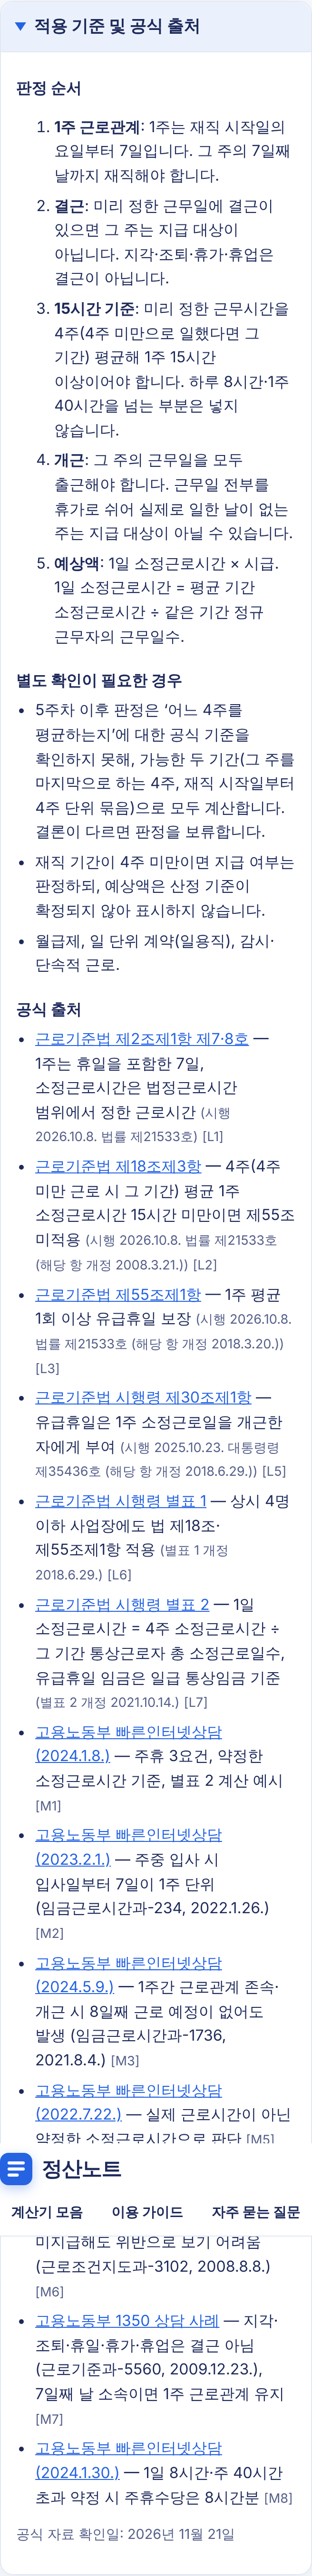 적용 기준 및 공식 출처
판정 순서
1. 1주 근로관계: 1주는 재직 시작일의
요일부터 7일입니다. 그 주의 7일째
날까지 재직해야 합니다.
2. 결근: 미리 정한 근무일에 결근이
있으면 그 주는 지급 대상이
아닙니다. 지각·조퇴·휴가·휴업은
결근이 아닙니다.
3. 15시간 기준: 미리 정한 근무시간을
4주(4주 미만으로 일했다면 그
기간) 평균해 1주 15시간
이상이어야 합니다. 하루 8시간·1주
40시간을 넘는 부분은 넣지
않습니다.
4. 개근: 그 주의 근무일을 모두
출근해야 합니다. 근무일 전부를
휴가로 쉬어 실제로 일한 날이 없는
주는 지급 대상이 아닐 수 있습니다.
5. 예상액: 1일 소정근로시간 × 시급.
1일 소정근로시간 = 평균 기간
소정근로시간 ÷ 같은 기간 정규
근무자의 근무일수.
별도 확인이 필요한 경우
• 5주차 이후 판정은 ‘어느 4주를
평균하는지’에 대한 공식 기준을
확인하지 못해, 가능한 두 기간(그 주를
마지막으로 하는 4주, 재직 시작일부터
4주 단위 묶음)으로 모두 계산합니다.
결론이 다르면 판정을 보류합니다.
• 재직 기간이 4주 미만이면 지급 여부는
판정하되, 예상액은 산정 기준이
확정되지 않아 표시하지 않습니다.
• 월급제, 일 단위 계약(일용직), 감시·
단속적 근로.
공식 출처
• 근로기준법 제2조제1항 제7·8호 —
1주는 휴일을 포함한 7일,
소정근로시간은 법정근로시간
범위에서 정한 근로시간 (시행
2026.10.8. 법률 제21533호) [L1]
• 근로기준법 제18조제3항 — 4주(4주
미만 근로 시 그 기간) 평균 1주
소정근로시간 15시간 미만이면 제55조
미적용 (시행 2026.10.8. 법률 제21533호
(해당 항 개정 2008.3.21.)) [L2]
• 근로기준법 제55조제1항 — 1주 평균
1회 이상 유급휴일 보장 (시행 2026.10.8.
법률 제21533호 (해당 항 개정 2018.3.20.))
[L3]
• 근로기준법 시행령 제30조제1항 —
유급휴일은 1주 소정근로일을 개근한
자에게 부여 (시행 2025.10.23. 대통령령
제35436호 (해당 항 개정 2018.6.29.)) [L5]
• 근로기준법 시행령 별표 1 — 상시 4명
이하 사업장에도 법 제18조·
제55조제1항 적용 (별표 1 개정
2018.6.29.) [L6]
• 근로기준법 시행령 별표 2 — 1일
소정근로시간 = 4주 소정근로시간 ÷
그 기간 통상근로자 총 소정근로일수,
유급휴일 임금은 일급 통상임금 기준
(별표 2 개정 2021.10.14.) [L7]
• 고용노동부 빠른인터넷상담
(2024.1.8.) — 주휴 3요건, 약정한
소정근로시간 기준, 별표 2 계산 예시
[M1]
• 고용노동부 빠른인터넷상담
(2023.2.1.) — 주중 입사 시
입사일부터 7일이 1주 단위
(임금근로시간과-234, 2022.1.26.)
[M2]
• 고용노동부 빠른인터넷상담
(2024.5.9.) — 1주간 근로관계 존속·
개근 시 8일째 근로 예정이 없어도
발생 (임금근로시간과-1736,
2021.8.4.) [M3]
• 고용노동부 빠른인터넷상담
(2022.7.22.) — 실제 근로시간이 아닌
약정한 소정근로시간으로 판단 [M5]
정산노트
계산기 모음 이용 가이드 자주 묻는 질문
미지급해도 위반으로 보기 어려움
(근로조건지도과-3102, 2008.8.8.)
[M6]
• 고용노동부 1350 상담 사례 — 지각·
조퇴·휴일·휴가·휴업은 결근 아님
(근로기준과-5560, 2009.12.23.),
7일째 날 소속이면 1주 근로관계 유지
[M7]
• 고용노동부 빠른인터넷상담
(2024.1.30.) — 1일 8시간·주 40시간
초과 약정 시 주휴수당은 8시간분 [M8]
공식 자료 확인일: 2026년 11월 21일